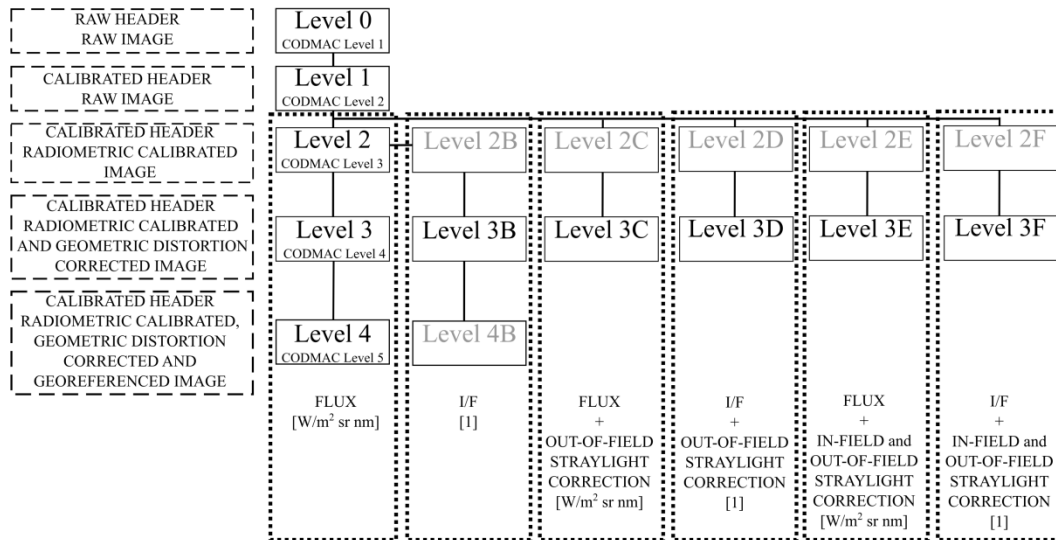 RAW HEADER
RAW IMAGE
Level 0
CODMAC Level 1
CALIBRATED HEADER
RAW IMAGE
Level 1
CODMAC Level 2
CALIBRATED HEADER
RADIOMETRIC CALIBRATED
IMAGE
Level 2
CODMAC Level 3
Level 2B
Level 2C
Level 2D
Level 2E
Level 2F
CALIBRATED HEADER
RADIOMETRIC CALIBRATED
AND GEOMETRIC DISTORTION
CORRECTED IMAGE
Level 3
CODMAC Level 4
Level 3B
Level 3C
Level 3D
Level 3E
Level 3F
CALIBRATED HEADER
RADIOMETRIC CALIBRATED,
GEOMETRIC DISTORTION
CORRECTED AND
GEOREFERENCED IMAGE
Level 4
CODMAC Level 5
Level 4B
FLUX
[W/m² sr nm]
I/F
[1]
FLUX
+
OUT-OF-FIELD
STRAYLIGHT
CORRECTION
[W/m² sr nm]
I/F
+
OUT-OF-FIELD
STRAYLIGHT
CORRECTION
[1]
FLUX
+
IN-FIELD and
OUT-OF-FIELD
STRAYLIGHT
CORRECTION
[W/m² sr nm]
I/F
+
IN-FIELD and
OUT-OF-FIELD
STRAYLIGHT
CORRECTION
[1]